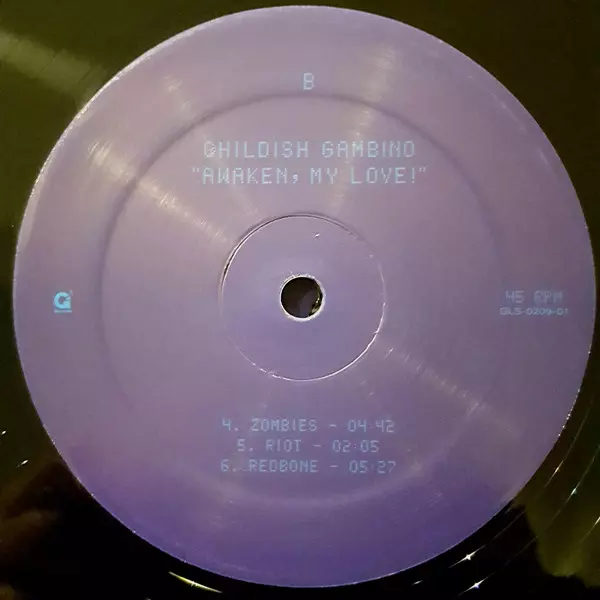 B
CHILDISH GAMBINO
"AWAKEN, MY LOVE!"
G
45 RPM
GLS-0209-01
4. ZOMBIES - 04:42
5. RIOT - 02:05
6. REDBONE - 05:27